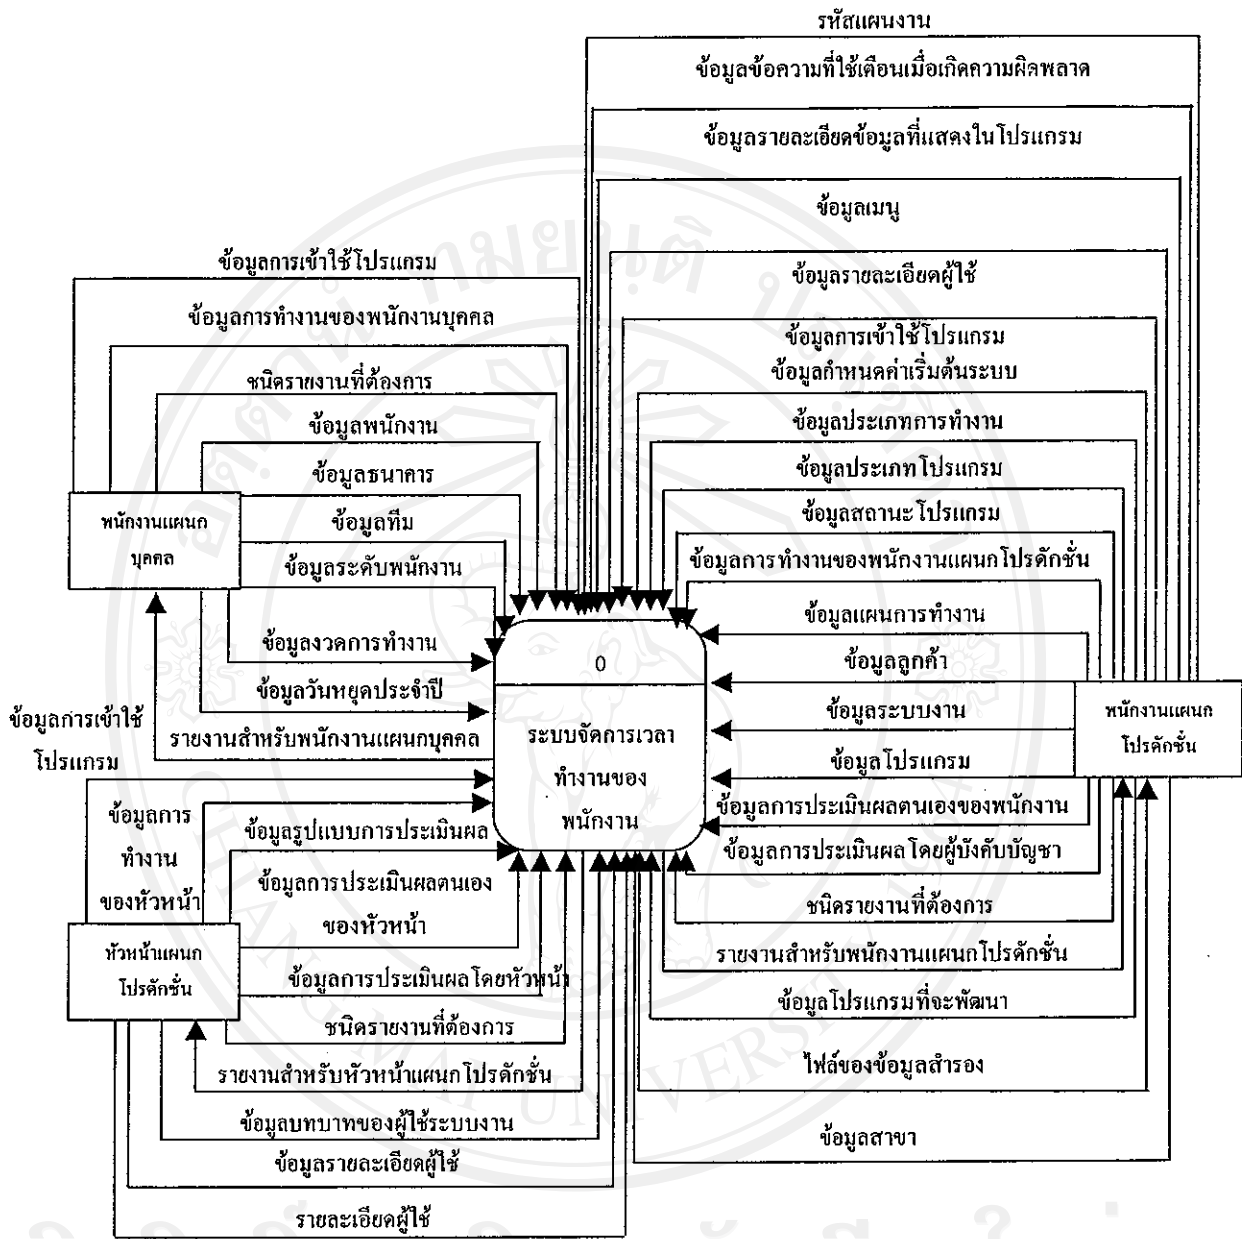 รหัสแผนงาน
ข้อมูลข้อความที่ใช้เตือนเมื่อเกิดความผิดพลาด
ข้อมูลรายละเอียดข้อมูลที่แสดงในโปรแกรม
ข้อมูลเมนู
ข้อมูลรายละเอียดผู้ใช้
ข้อมูลการเข้าใช้โปรแกรม
ข้อมูลกำหนดค่าเริ่มต้นระบบ
ข้อมูลประเภทการทำงาน
ข้อมูลประเภทโปรแกรม
ข้อมูลสถานะโปรแกรม
ข้อมูลการทำงานของพนักงานแผนกโปรดักชั่น
ข้อมูลแผนการทำงาน
ข้อมูลลูกค้า
ข้อมูลระบบงาน
ข้อมูลโปรแกรม
ข้อมูลการประเมินผลตนเองของพนักงาน
ข้อมูลการประเมินผลโดยผู้บังคับบัญชา
ชนิดรายงานที่ต้องการ
รายงานสำหรับพนักงานแผนกโปรดักชั่น
ข้อมูลโปรแกรมที่จะพัฒนา
ไฟล์ของข้อมูลสำรอง
ข้อมูลสาขา
พนักงานแผนก
โปรดักชั่น
ข้อมูลการเข้าใช้โปรแกรม
ข้อมูลการทำงานของพนักงานบุคคล
ชนิดรายงานที่ต้องการ
ข้อมูลพนักงาน
ข้อมูลธนาคาร
ข้อมูลทีม
ข้อมูลระดับพนักงาน
พนักงานแผนก
บุคคล
ข้อมูลงวดการทำงาน
ข้อมูลวันหยุดประจำปี
รายงานสำหรับพนักงานแผนกบุคคล
0
ระบบจัดการเวลา
ทำงานของ
พนักงาน
ข้อมูลการเข้าใช้
โปรแกรม
ข้อมูลการ
ทำงาน
ของหัวหน้า
ข้อมูลรูปแบบการประเมินผล
ข้อมูลการประเมินผลตนเอง
ของหัวหน้า
หัวหน้าแผนก
โปรดักชั่น
ข้อมูลการประเมินผลโดยหัวหน้า
ชนิดรายงานที่ต้องการ
รายงานสำหรับหัวหน้าแผนกโปรดักชั่น
ข้อมูลบทบาทของผู้ใช้ระบบงาน
ข้อมูลรายละเอียดผู้ใช้
รายละเอียดผู้ใช้
CHIANG MAI UNIVERSITY